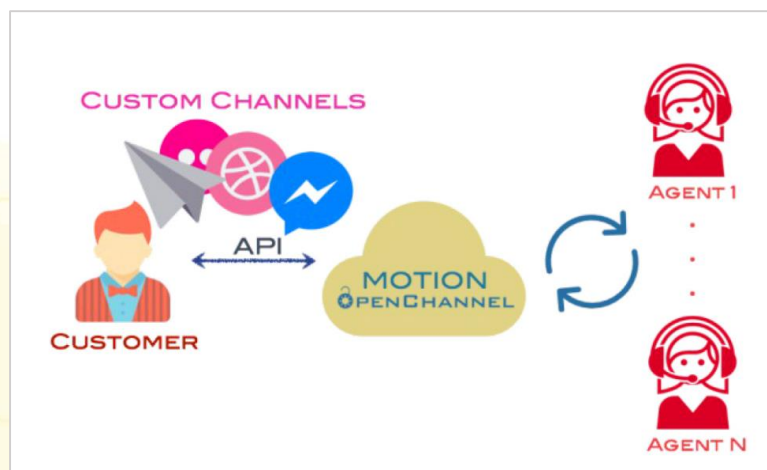 CUSTOM CHANNELS
API
CUSTOMER
MOTION
OPENCHANNEL
AGENT 1
AGENT N